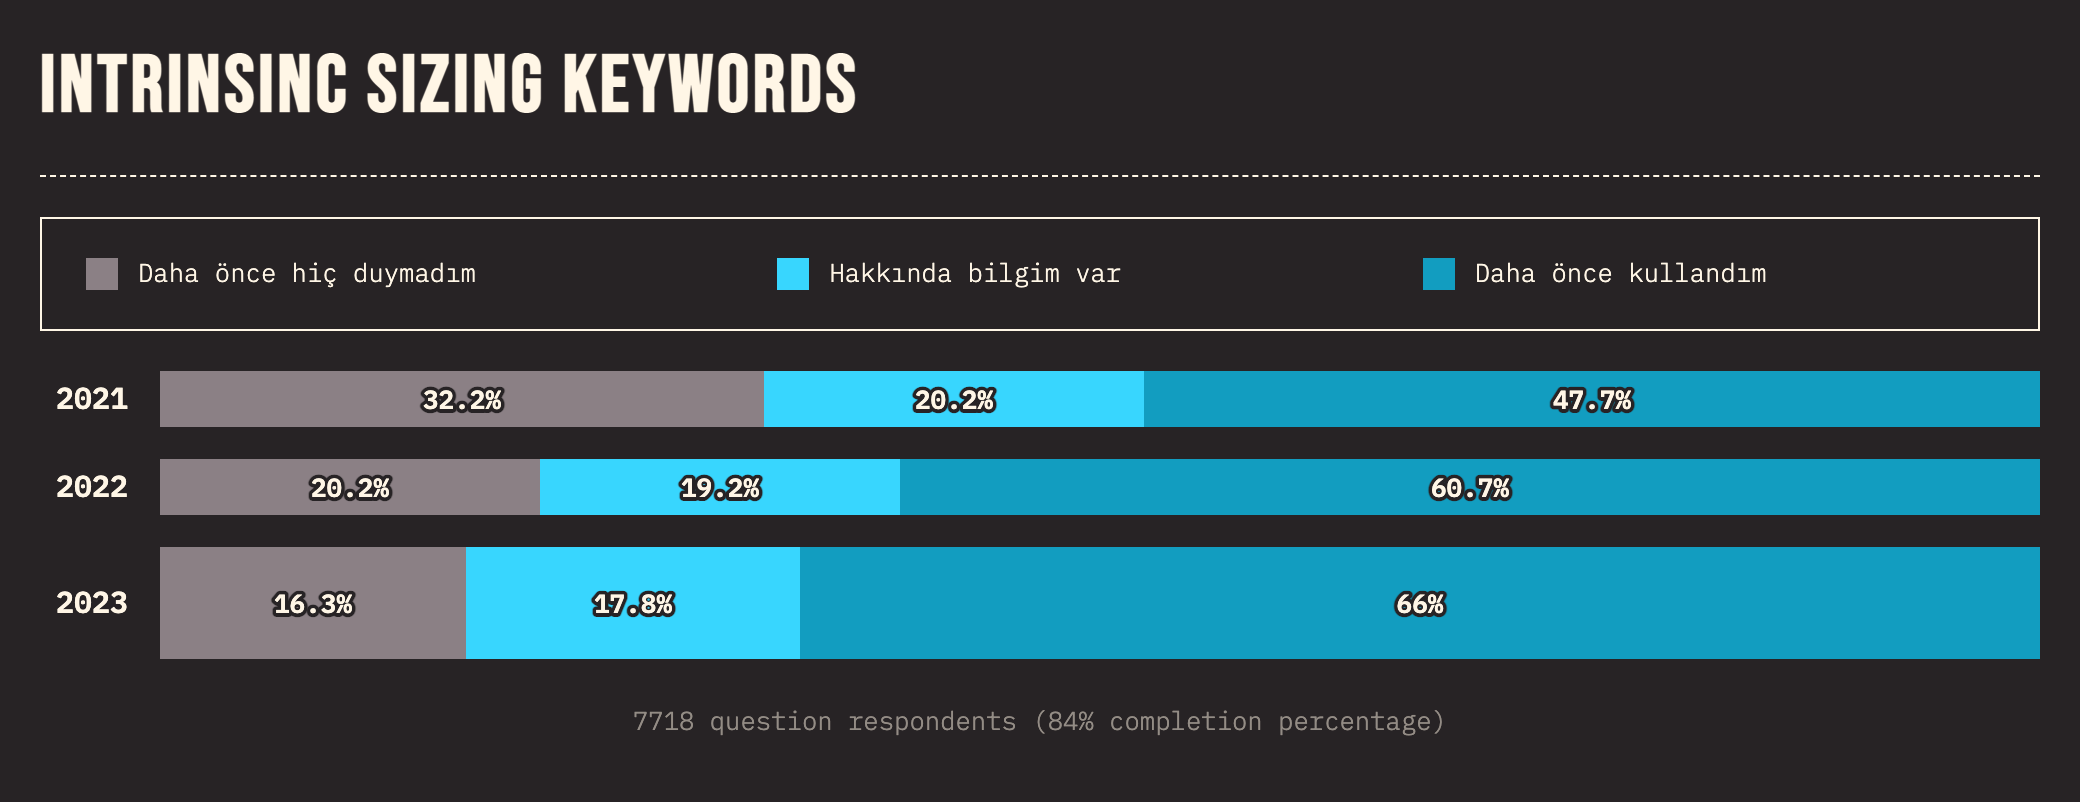 INTRINSINC SIZING KEYWORDS
Daha önce hiç duymadım Hakkında bilgim var Daha önce kullandım
2021 32.2% 20.2% 47.7%
2022 20.2% 19.2% 60.7%
2023 16.3% 17.8% 66%
7718 question respondents (84% completion percentage)